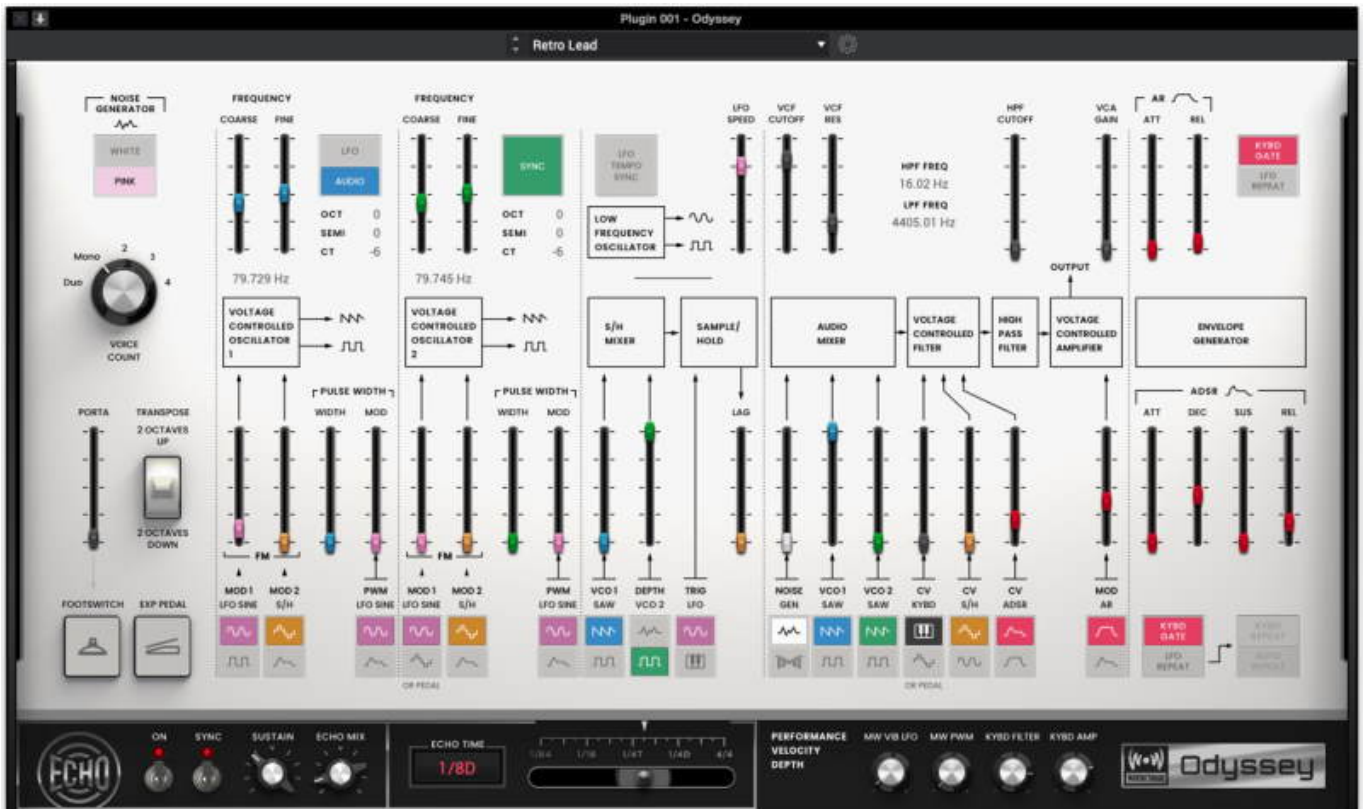 Plugin 001 - Odyssey
Retro Lead
NOISE
GENERATOR
WHITE
PINK
FREQUENCY
COARSE FINE
LFO
AUDIO
OCT 0
SEMI 0
CT -6
79.729 Hz
FREQUENCY
COARSE FINE
SYNC
OCT 0
SEMI 0
CT -6
79.745 Hz
LFO
TEMPO
SYNC
LFO
SPEED
LOW
FREQUENCY
OSCILLATOR
VCF
CUTOFF
VCF
RES
HPF FREQ
16.02 Hz
LPF FREQ
4405.01 Hz
HPF
CUTOFF
VCA
GAIN
OUTPUT
AR
ATT REL
KYBD
GATE
LFO
REPEAT
Duo
Mono
2
3
4
VOICE
COUNT
VOLTAGE
CONTROLLED
OSCILLATOR
1
VOLTAGE
CONTROLLED
OSCILLATOR
2
S/H
MIXER
SAMPLE/
HOLD
AUDIO
MIXER
VOLTAGE
CONTROLLED
FILTER
HIGH
PASS
FILTER
VOLTAGE
CONTROLLED
AMPLIFIER
ENVELOPE
GENERATOR
PORTA
TRANSPOSE
2 OCTAVES
UP
2 OCTAVES
DOWN
PULSE WIDTH
WIDTH MOD
PULSE WIDTH
WIDTH MOD
LAG
ADSR
ATT DEC SUS REL
FM
FM
FOOTSWITCH EXP PEDAL
MOD 1
LFO SINE
MOD 2
S/H
PWM
LFO SINE
MOD 1
LFO SINE
MOD 2
S/H
PWM
LFO SINE
VCO 1
SAW
DEPTH
VCO 2
TRIG
LFO
NOISE
GEN
VCO 1
SAW
VCO 2
SAW
CV
KYBD
CV
S/H
CV
ADSR
MOD
AR
KYBD
GATE
LFO
REPEAT
KYBD
REPEAT
AUTO
REPEAT
OR PEDAL
OR PEDAL
ECHO
ON SYNC SUSTAIN ECHO MIX
ECHO TIME
1/8D
1/64 1/16 1/4T 1/4D 4/4
PERFORMANCE
VELOCITY
DEPTH
MW VIB LFO MW PWM KYBD FILTER KYBD AMP
Odyssey